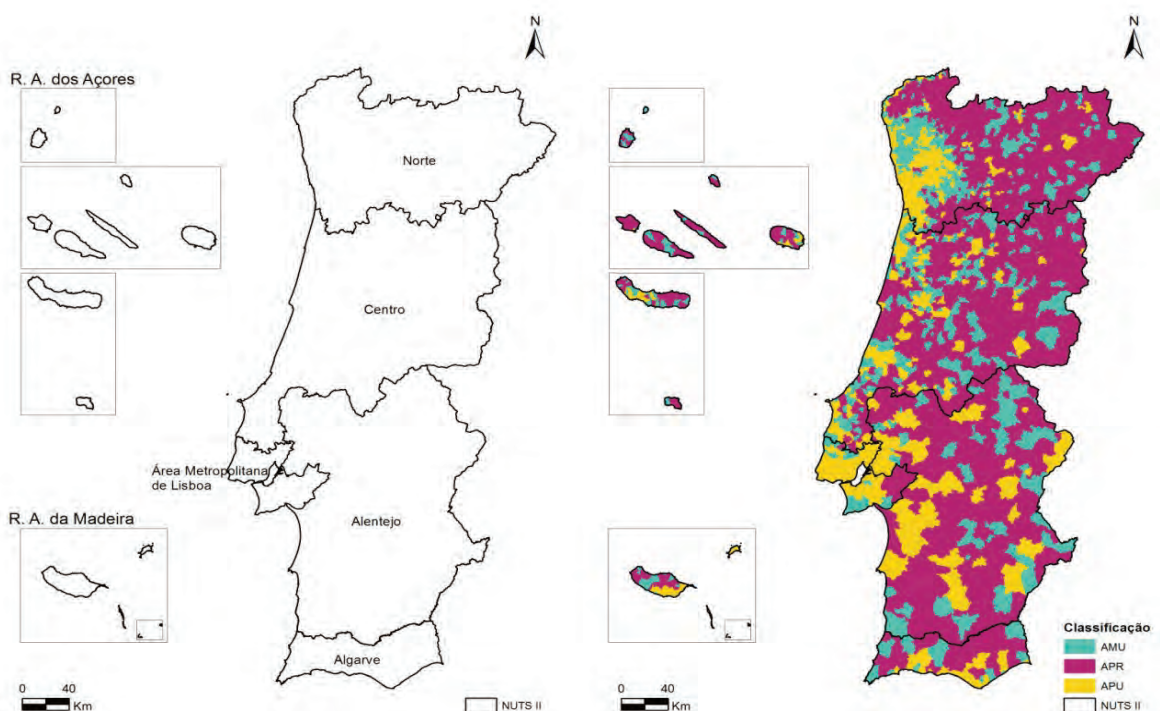 N
R. A. dos Açores
Norte
Centro
Área Metropolitana
de Lisboa
Alentejo
R. A. da Madeira
Algarve
0 40
Km
NUTS II
N
Classificação
AMU
APR
APU
NUTS II
0 40
Km